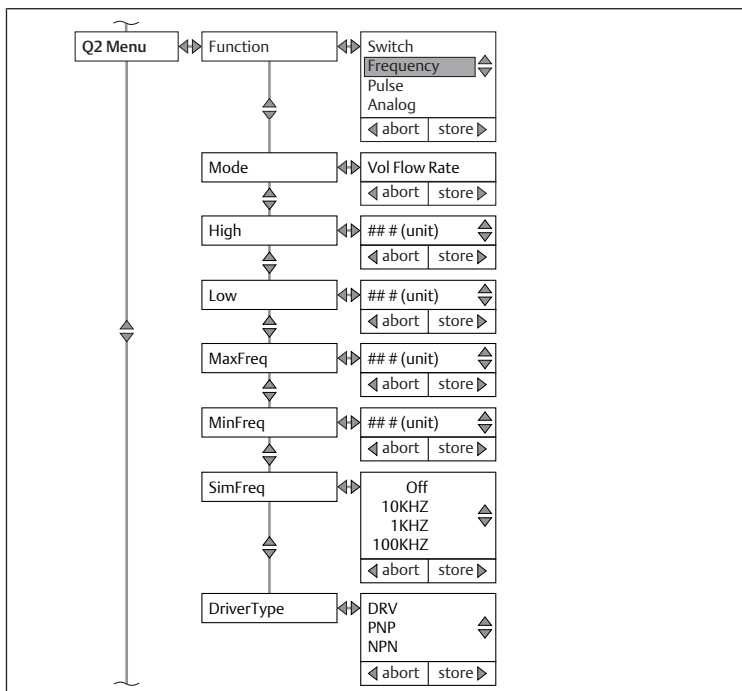 Q2 Menu
Function
Switch
Frequency
Pulse
Analog
abort
store
Mode
Vol Flow Rate
abort
store
High
## # (unit)
abort
store
Low
## # (unit)
abort
store
MaxFreq
## # (unit)
abort
store
MinFreq
## # (unit)
abort
store
SimFreq
Off
10KHZ
1KHZ
100KHZ
abort
store
DriverType
DRV
PNP
NPN
abort
store